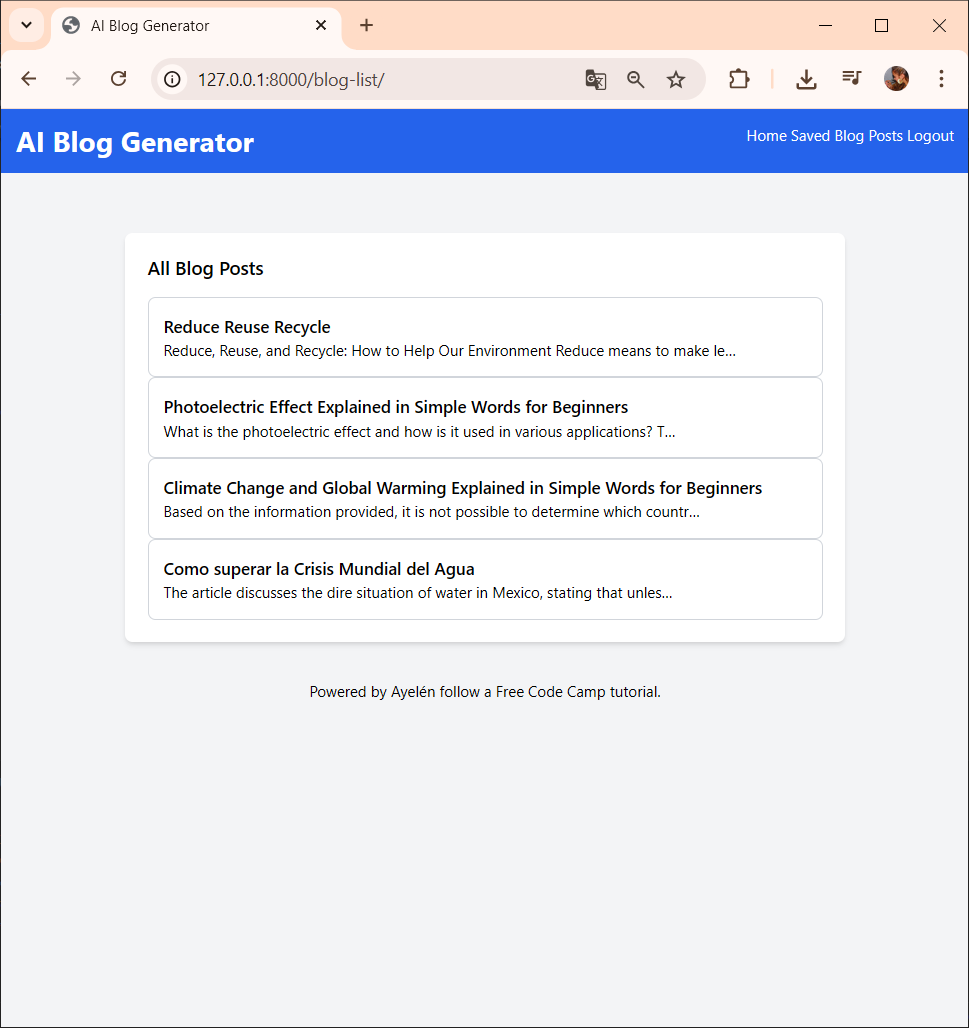 AI Blog Generator
127.0.0.1:8000/blog-list/
AI Blog Generator
Home Saved Blog Posts Logout
All Blog Posts
Reduce Reuse Recycle
Reduce, Reuse, and Recycle: How to Help Our Environment Reduce means to make le...
Photoelectric Effect Explained in Simple Words for Beginners
What is the photoelectric effect and how is it used in various applications? T...
Climate Change and Global Warming Explained in Simple Words for Beginners
Based on the information provided, it is not possible to determine which countr...
Como superar la Crisis Mundial del Agua
The article discusses the dire situation of water in Mexico, stating that unles...
Powered by Ayelén follow a Free Code Camp tutorial.